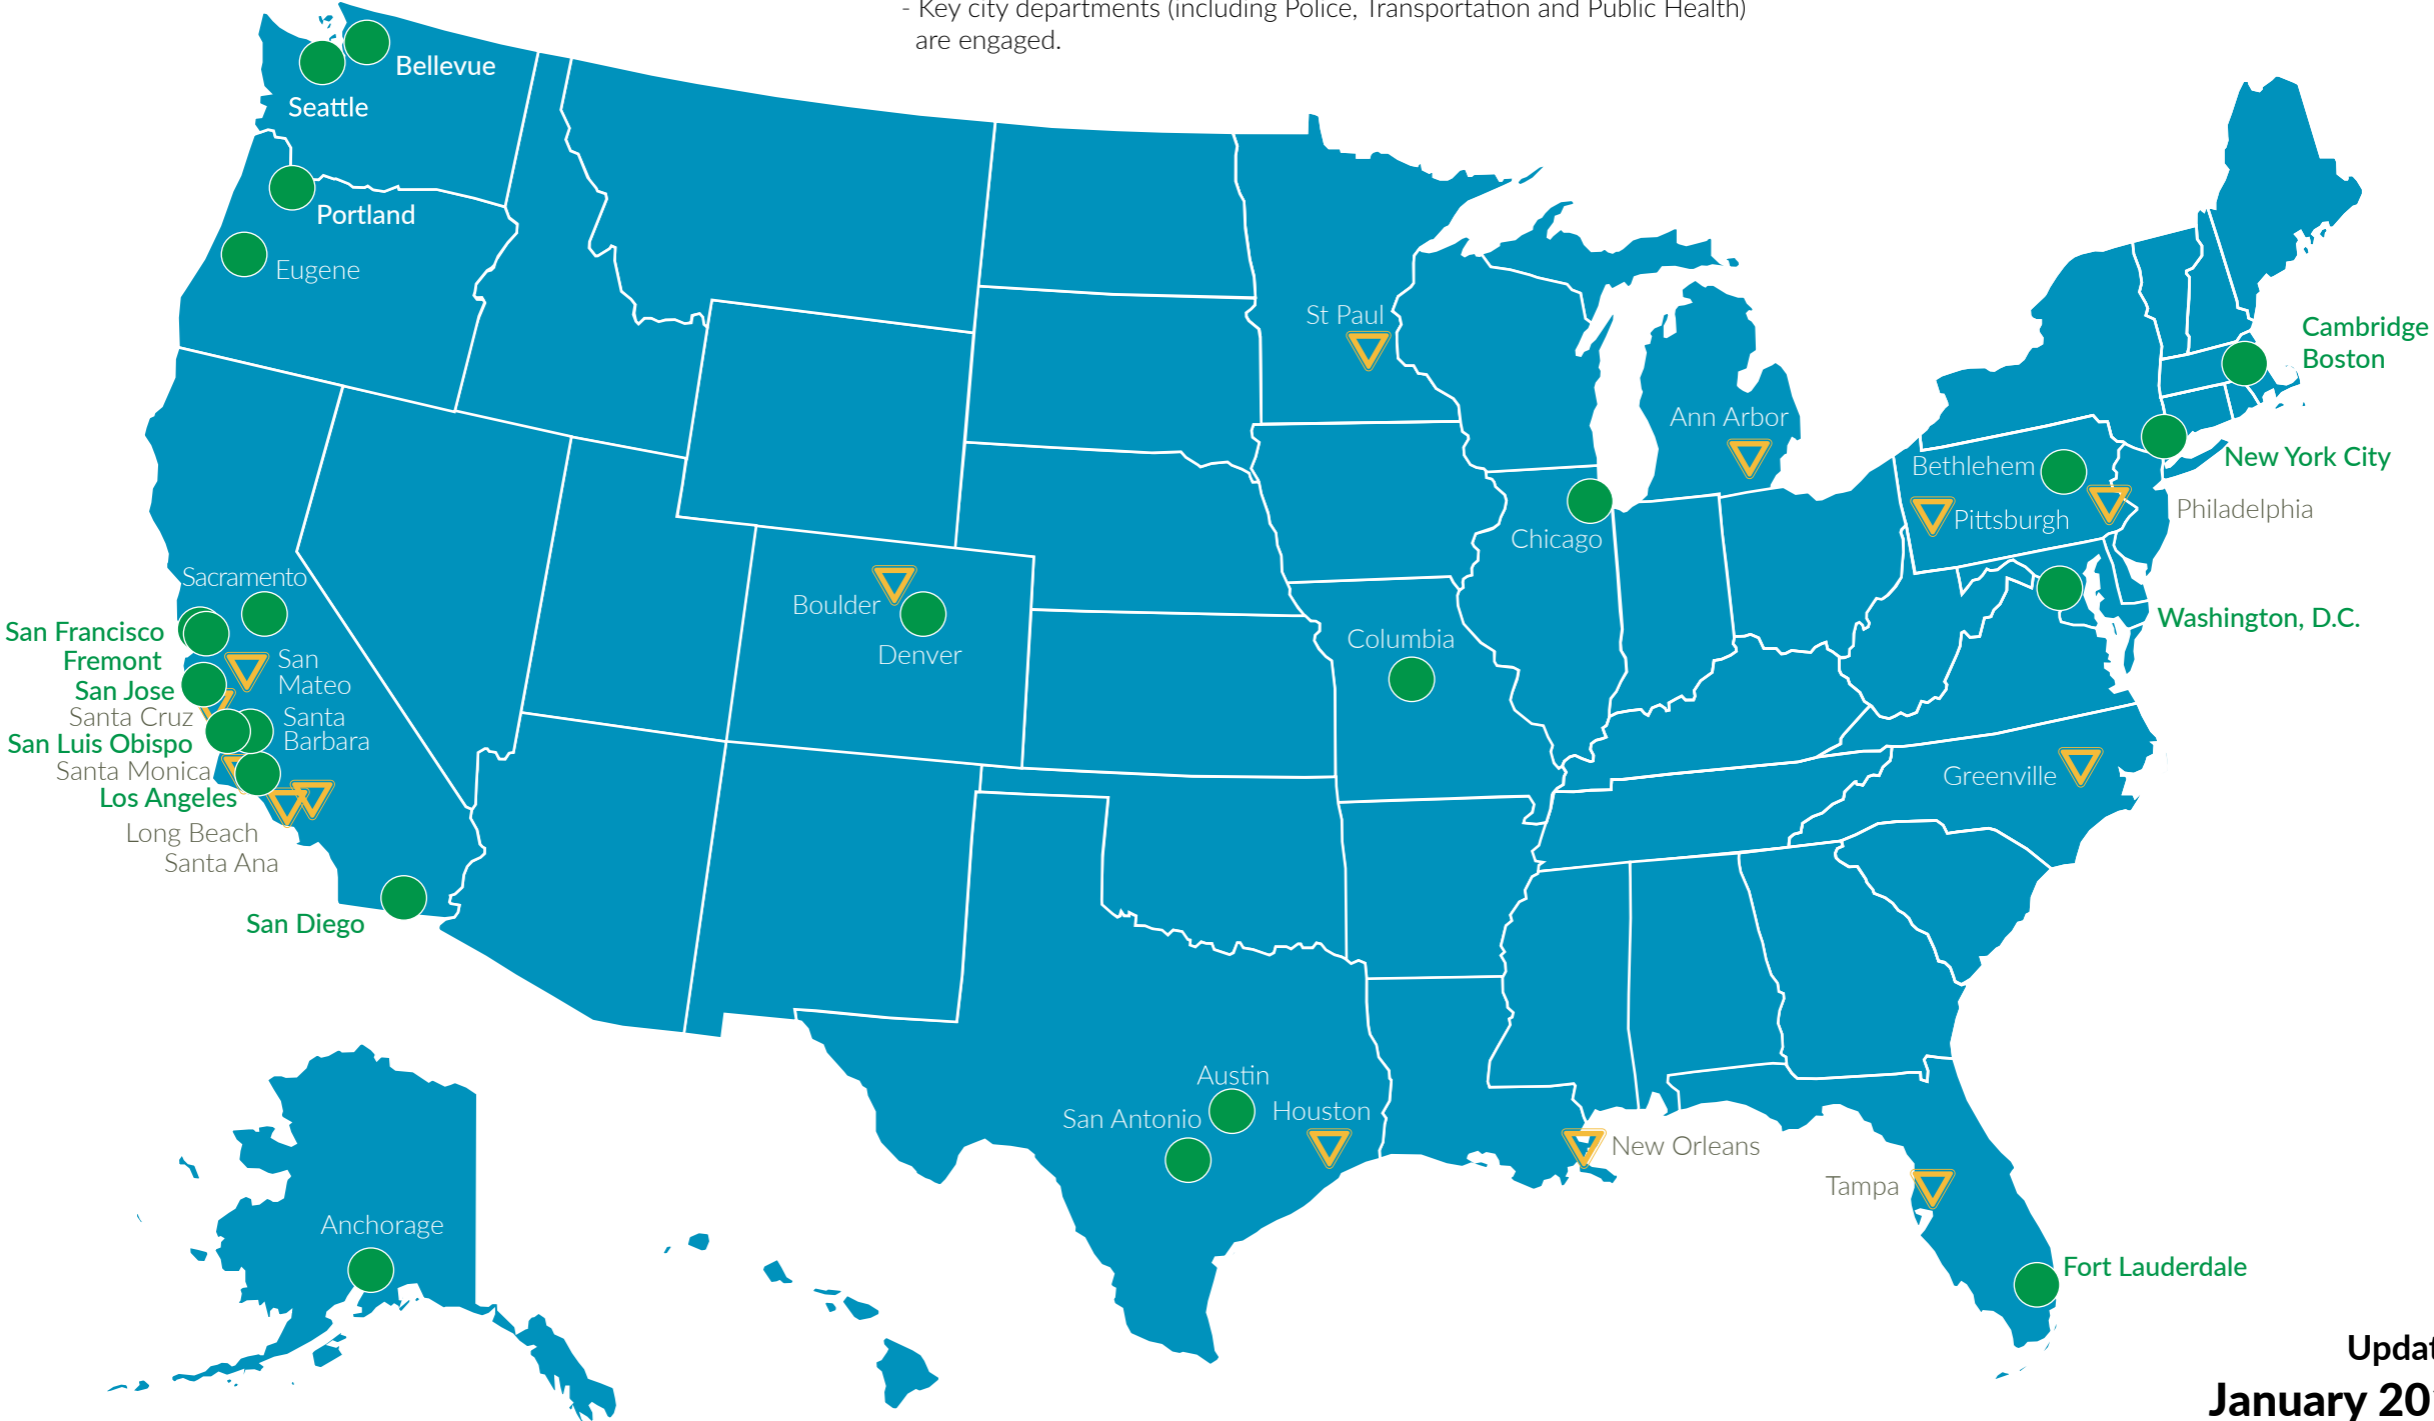 - Key city departments (including Police, Transportation and Public Health)
are engaged.
Bellevue
Seattle
Portland
Eugene
St Paul
Cambridge
Boston
Ann Arbor
New York City
Bethlehem
Philadelphia
Pittsburgh
Chicago
Sacramento
Boulder
Washington, D.C.
San Francisco
Columbia
Denver
Fremont
San
Mateo
San Jose
Santa Cruz
Santa
Barbara
San Luis Obispo
Santa Monica
Greenville
Los Angeles
Long Beach
Santa Ana
San Diego
Austin
San Antonio
Houston
New Orleans
Tampa
Anchorage
Fort Lauderdale
January